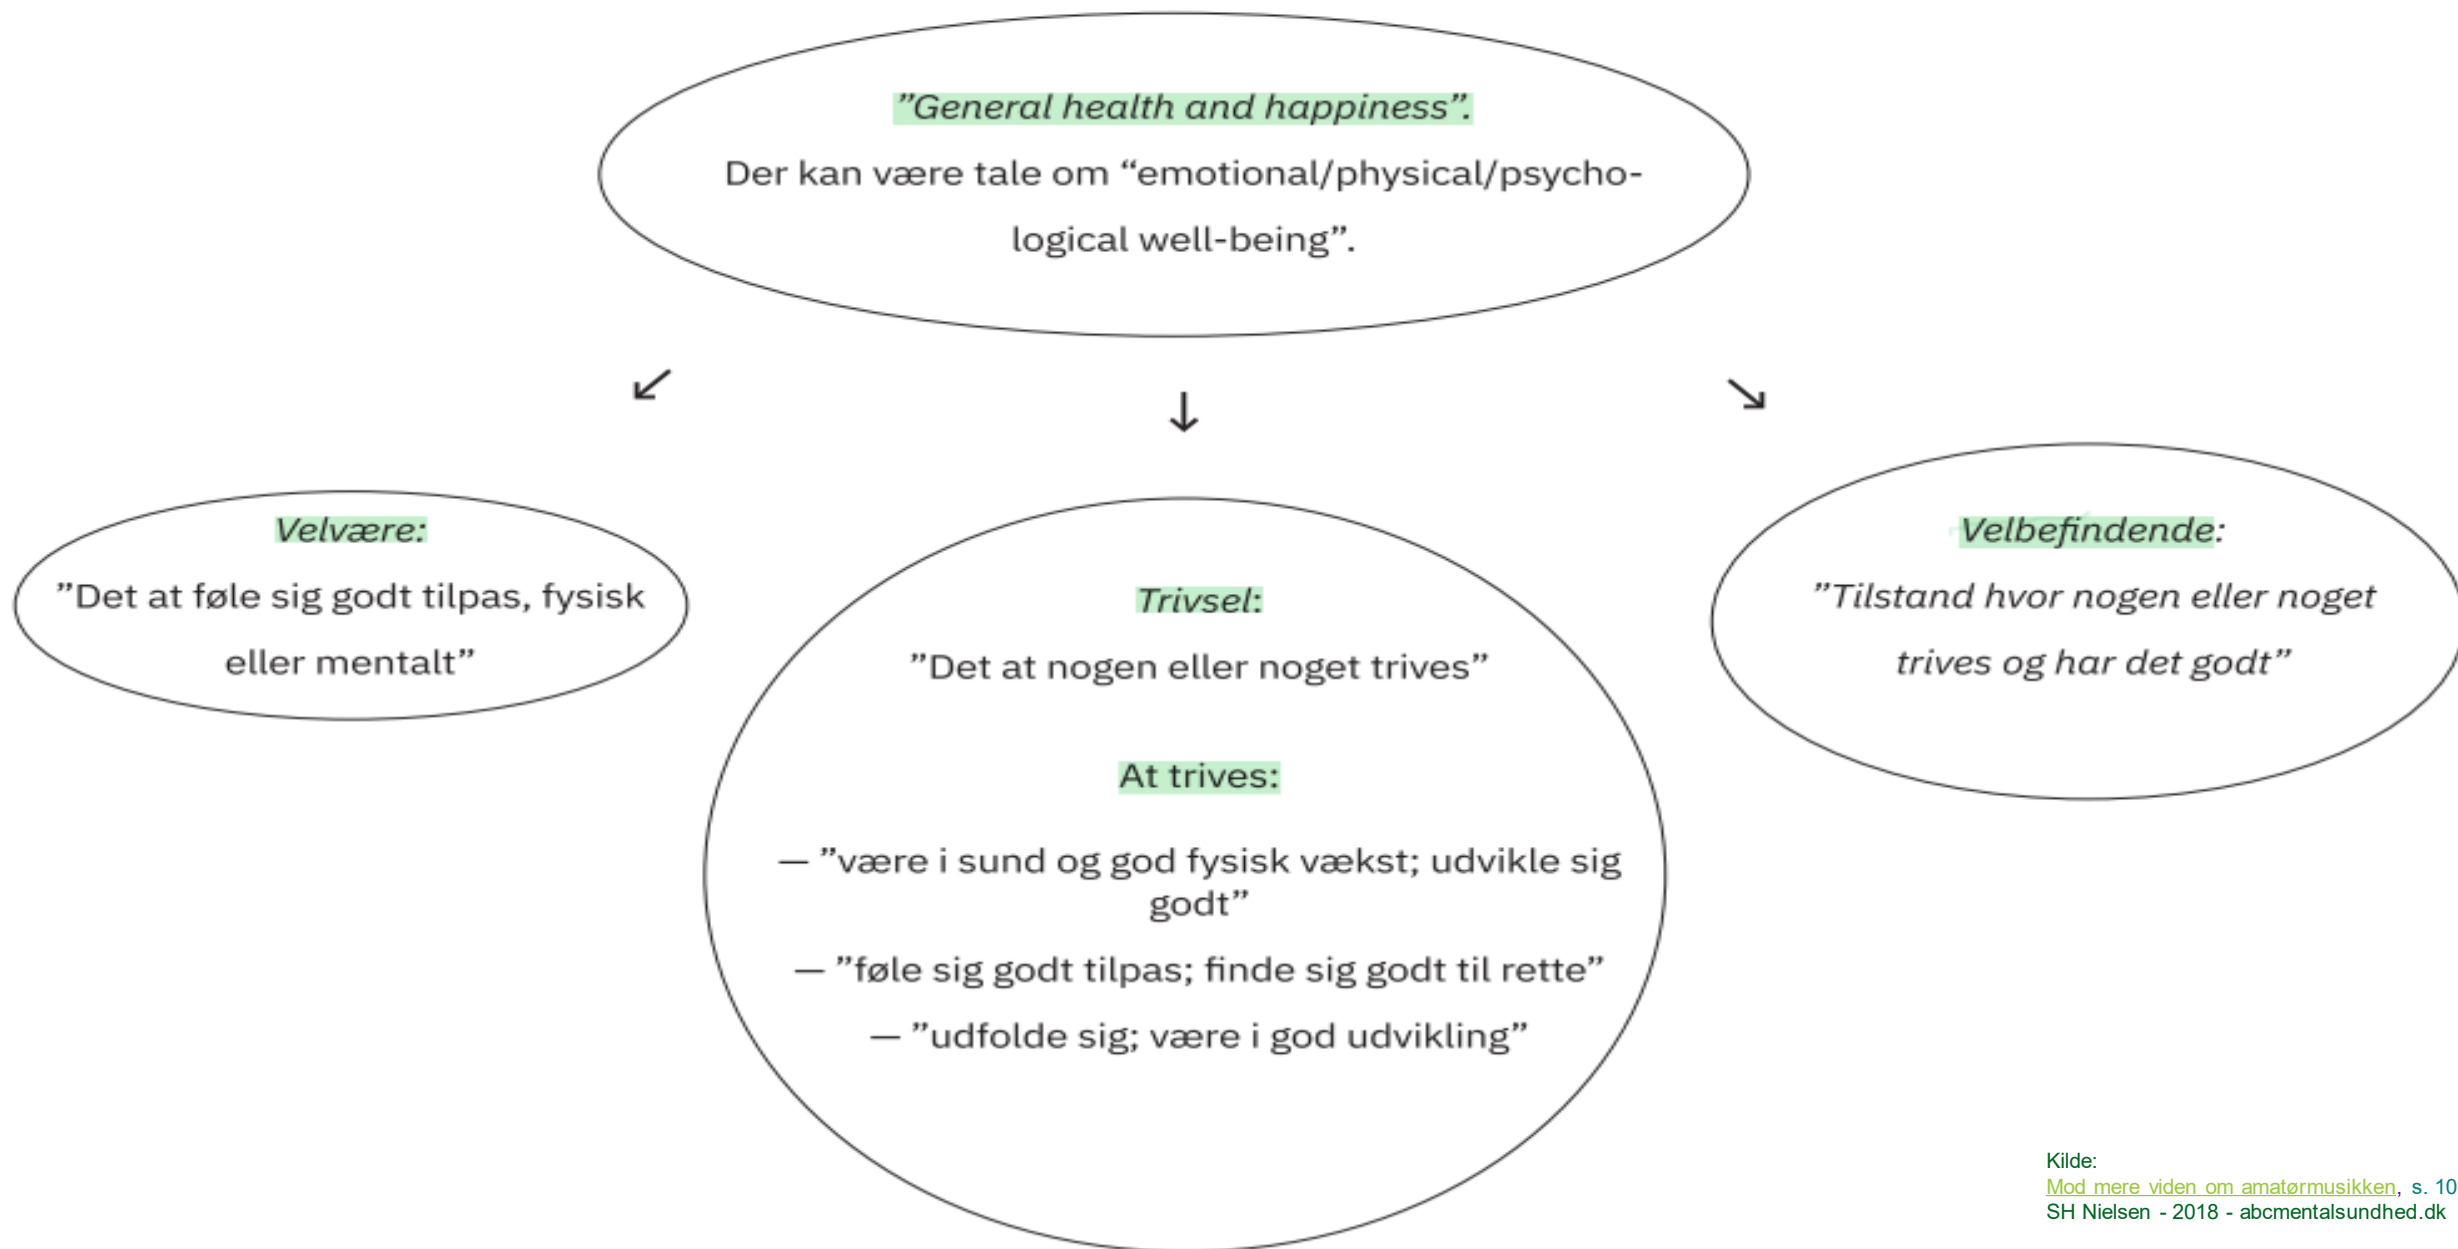 ”General health and happiness”.
Der kan være tale om “emotional/physical/psycho-
logical well-being”.
↙
↓
↘
Velvære:
”Det at føle sig godt tilpas, fysisk
eller mentalt”
Trivsel:
”Det at nogen eller noget trives”
At trives:
— ”være i sund og god fysisk vækst; udvikle sig
godt”
— ”føle sig godt tilpas; finde sig godt til rette”
— ”udfolde sig; være i god udvikling”
Velbefindende:
”Tilstand hvor nogen eller noget
trives og har det godt”
Kilde:
Mod mere viden om amatørmusikken, s. 10
SH Nielsen - 2018 - abcmentalsundhed.dk